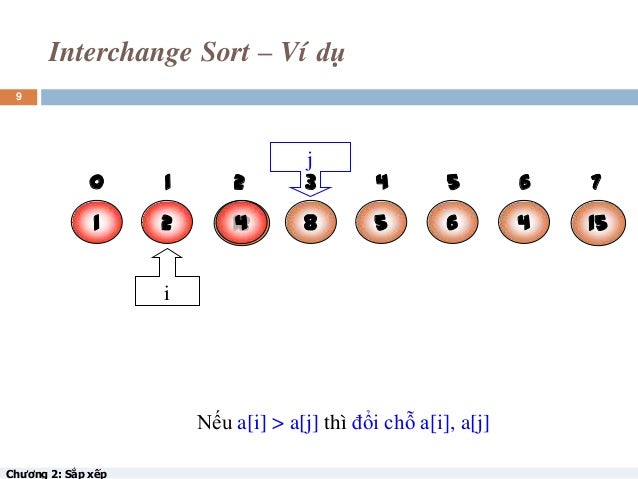 Interchange Sort – Ví dụ
9
j
0 1 2 3 4 5 6 7
1 2 4 8 5 6 4 15
i
Nếu a[i] > a[j] thì đổi chỗ a[i], a[j]
Chương 2: Sắp xếp